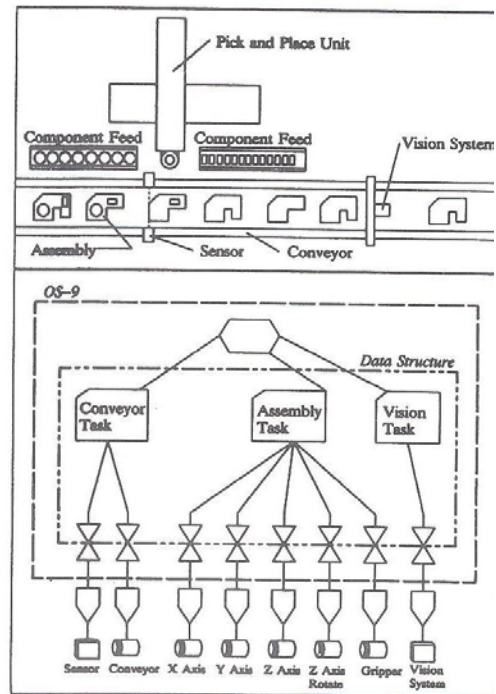 Pick and Place Unit
Component Feed
Component Feed
Vision System
Assembly
Sensor
Conveyor
OS-9
Data Structure
Conveyor
Task
Assembly
Task
Vision
Task
Sensor
Conveyor
X Axis
Y Axis
Z Axis
Z Axis
Rotate
Gripper
Vision
System